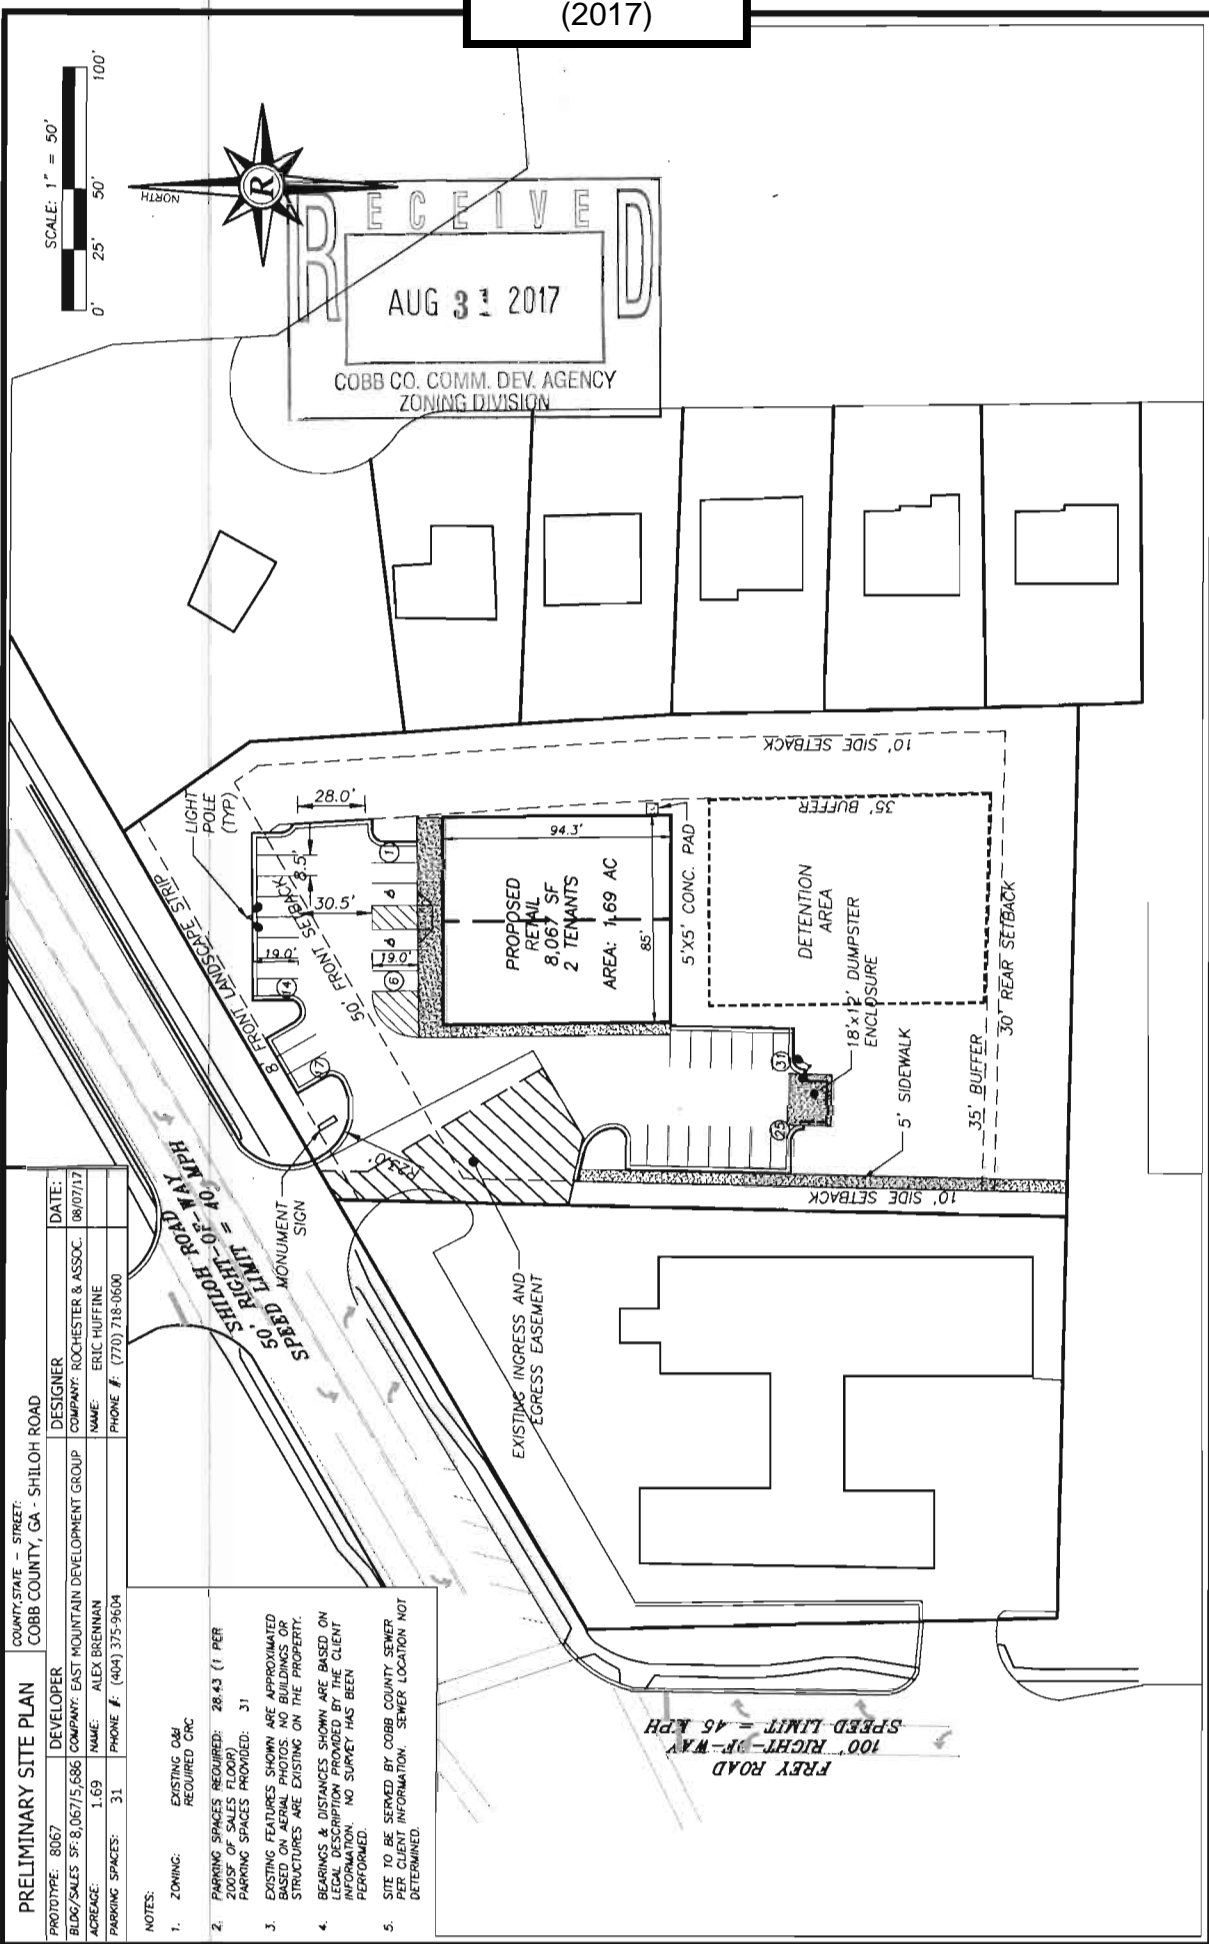 (2017)
PRELIMINARY SITE PLAN
COUNTY,STATE - STREET:
COBB COUNTY, GA - SHILOH ROAD
PROTOTYPE: 8067
DEVELOPER
DESIGNER
DATE:
BLDG/SALES SF: 8,067/5,686
COMPANY: EAST MOUNTAIN DEVELOPMENT GROUP
COMPANY: ROCHESTER & ASSOC.
08/07/17
ACREAGE: 1.69
NAME: ALEX BRENNAN
NAME: ERIC HUFFINE
PARKING SPACES: 31
PHONE #: (404) 375-9604
PHONE #: (770) 718-0600
NOTES:
1. ZONING: EXISTING O&I
REQUIRED CRC
2. PARKING SPACES REQUIRED: 28.43 (1 PER
200SF OF SALES FLOOR)
PARKING SPACES PROVIDED: 31
3. EXISTING FEATURES SHOWN ARE APPROXIMATED
BASED ON AERIAL PHOTOS. NO BUILDINGS OR
STRUCTURES ARE EXISTING ON THE PROPERTY.
4. BEARINGS & DISTANCES SHOWN ARE BASED ON
LEGAL DESCRIPTION PROVIDED BY THE CLIENT
INFORMATION. NO SURVEY HAS BEEN
PERFORMED.
5. SITE TO BE SERVED BY COBB COUNTY SEWER
PER CLIENT INFORMATION. SEWER LOCATION NOT
DETERMINED.
SCALE: 1" = 50'
0' 25' 50' 100'
NORTH
R
RECEIVED
AUG 31 2017
COBB CO. COMM. DEV. AGENCY
ZONING DIVISION
SHILOH ROAD
50' RIGHT-OF-WAY
SPEED LIMIT = 40 MPH
8' FRONT LANDSCAPE STRIP
50' FRONT SETBACK
LIGHT
POLE
(TYP)
28.0'
8.5'
30.5'
19.0'
19.0'
14
1
6
7
MONUMENT
SIGN
R23.0'
EXISTING INGRESS AND
EGRESS EASEMENT
PROPOSED
RETAIL
8,067 SF
2 TENANTS
AREA: 1.69 AC
94.3'
85'
5'X5' CONC. PAD
10' SIDE SETBACK
35' BUFFER
DETENTION
AREA
18'x12' DUMPSTER
ENCLOSURE
31
25
5' SIDEWALK
35' BUFFER
30' REAR SETBACK
10' SIDE SETBACK
FREY ROAD
100' RIGHT-OF-WAY
SPEED LIMIT = 45 KPH